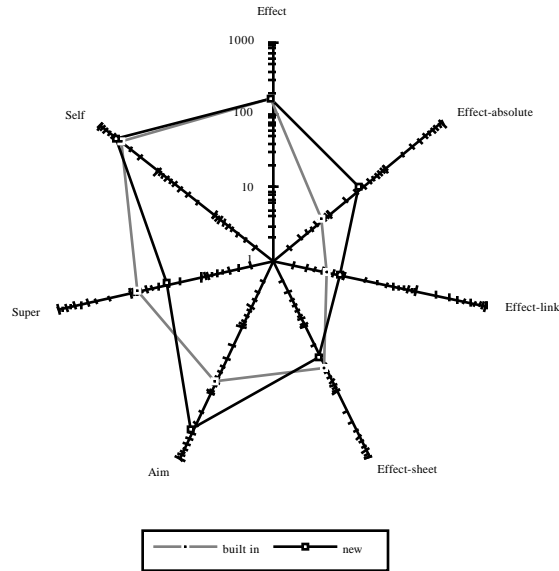 Effect
1000
Effect-absolute
100
Self
10
1
Super
Effect-link
Aim
Effect-sheet
built in
new